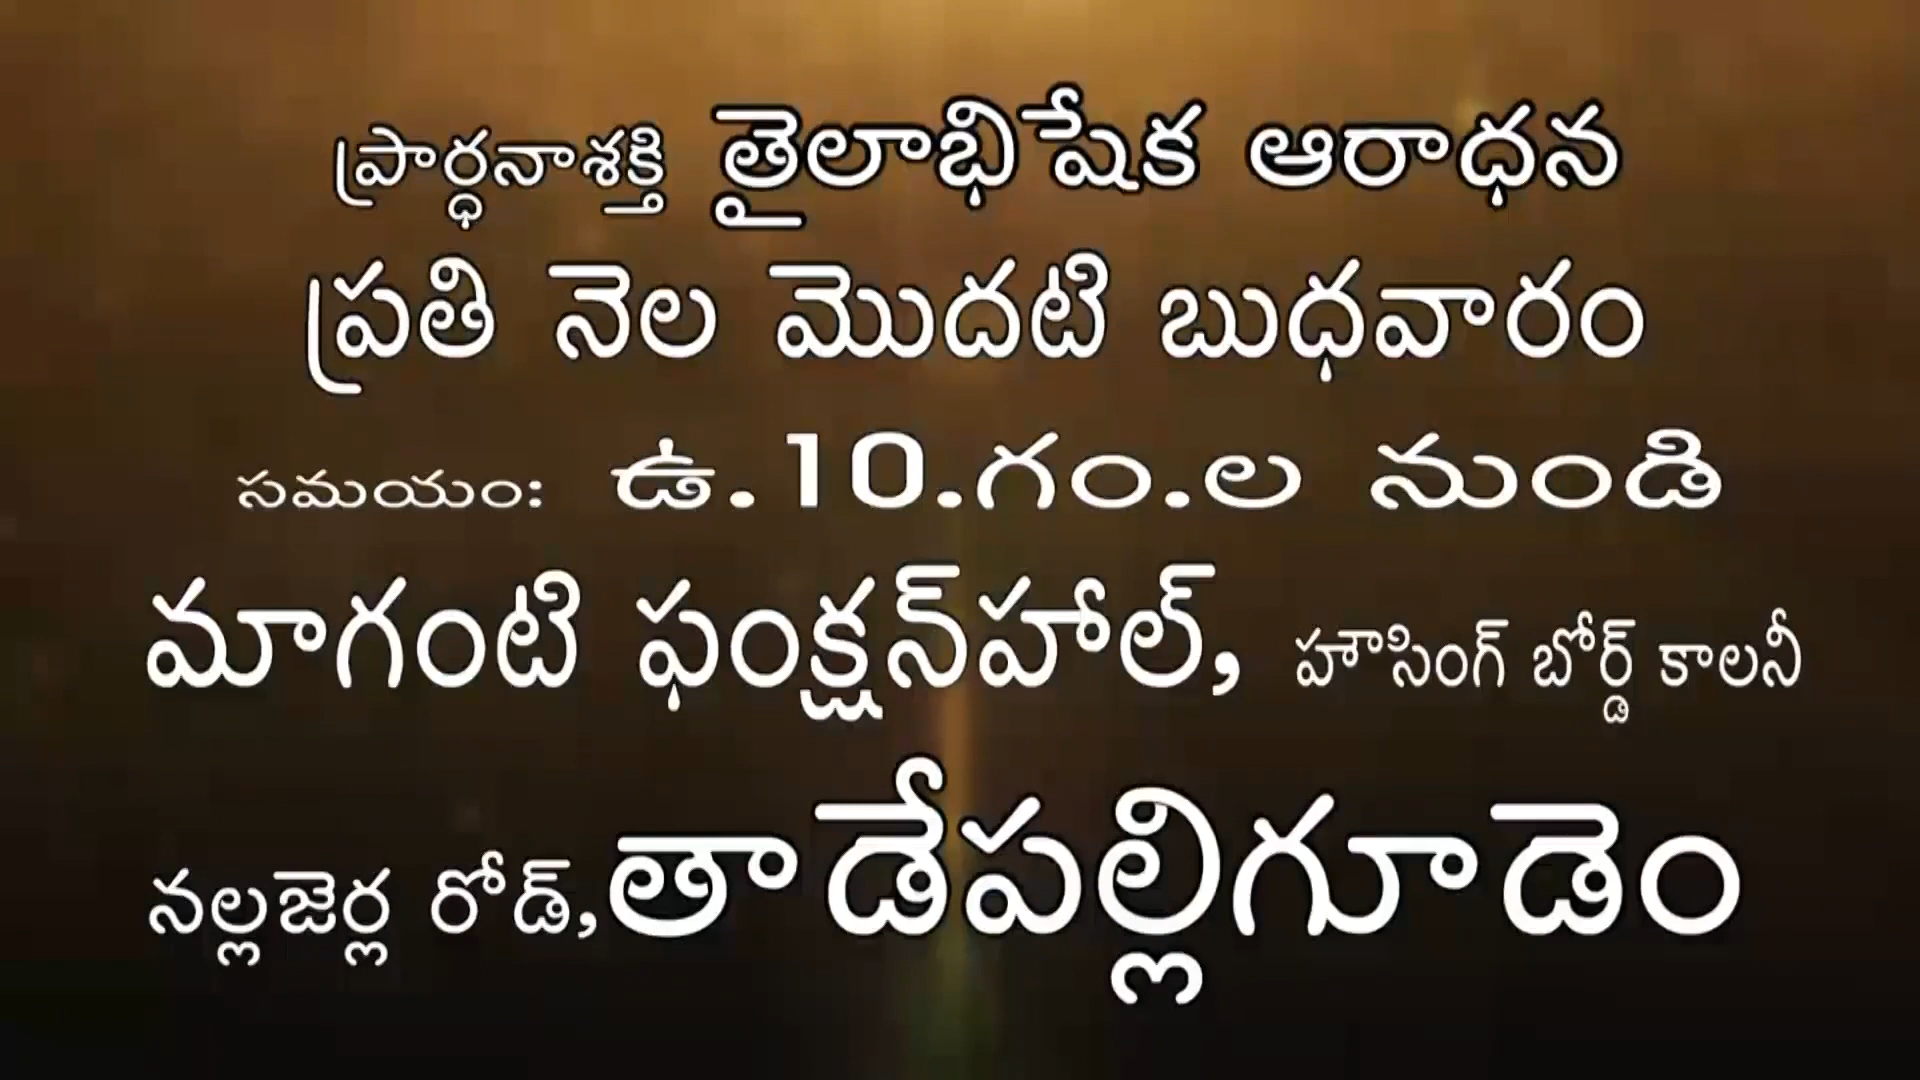 ప్రార్ధనాశక్తి తైలాభిషేక ఆరాధన
ప్రతి నెల మొదటి బుధవారం
సమయం: ఉ.10.గం.ల నుండి
మాగంటి ఫంక్షన్‌హాల్, హౌసింగ్ బోర్డ్ కాలనీ
నల్లజెర్ల రోడ్,తాడేపల్లిగూడెం